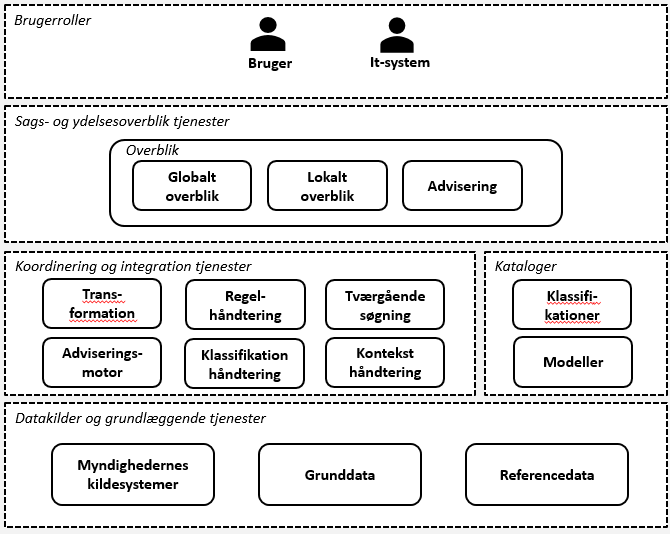 Brugerroller
Bruger
It-system
Sags- og ydelsesoverblik tjenester
Overblik
Globalt
overblik
Lokalt
overblik
Advisering
Koordinering og integration tjenester
Trans-
formation
Regel-
håndtering
Tværgående
søgning
Adviserings-
motor
Klassifikation
håndtering
Kontekst
håndtering
Kataloger
Klassifi-
kationer
Modeller
Datakilder og grundlæggende tjenester
Myndighedernes
kildesystemer
Grunddata
Referencedata